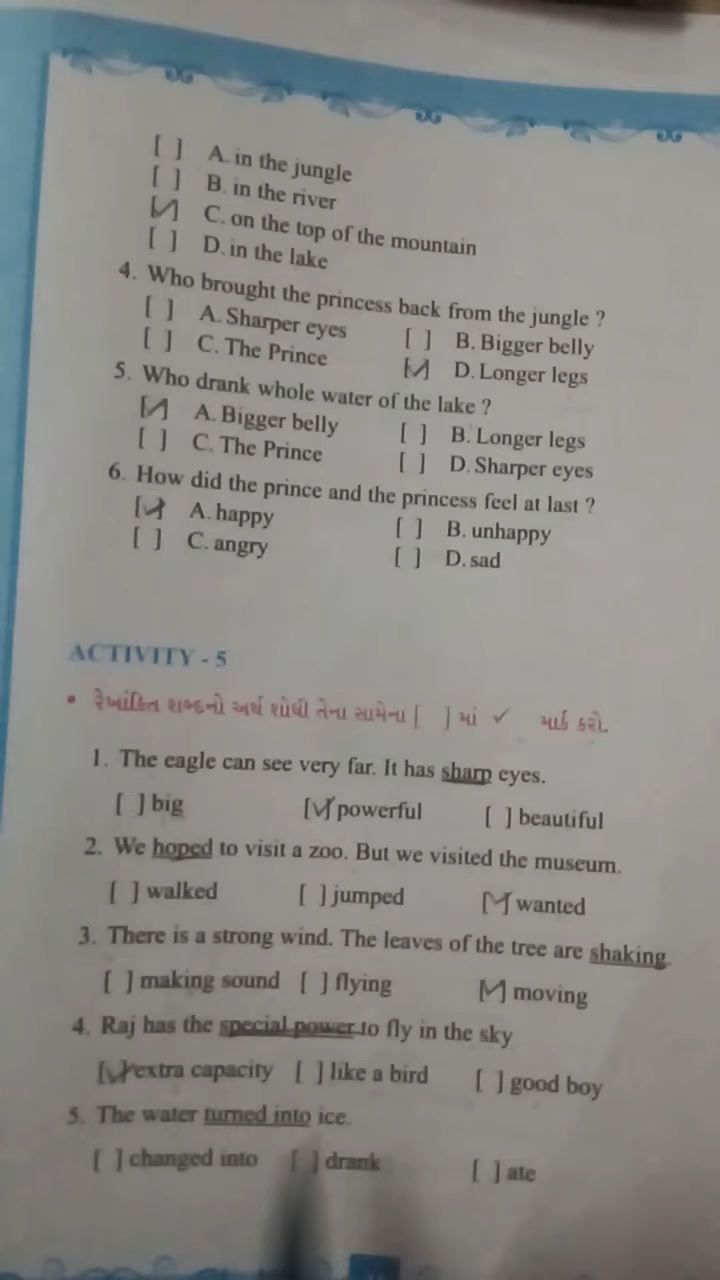 [ ] A. in the jungle
[ ] B. in the river
[✓] C. on the top of the mountain
[ ] D. in the lake
4. Who brought the princess back from the jungle ?
[ ] A. Sharper eyes [ ] B. Bigger belly
[ ] C. The Prince [✓] D. Longer legs
5. Who drank whole water of the lake ?
[✓] A. Bigger belly [ ] B. Longer legs
[ ] C. The Prince [ ] D. Sharper eyes
6. How did the prince and the princess feel at last ?
[✓] A. happy [ ] B. unhappy
[ ] C. angry [ ] D. sad
ACTIVITY - 5
• રેખાંકિત શબ્દનો અર્થ શોધી તેના સામેના [ ] માં ✓ માર્ક કરો.
1. The eagle can see very far. It has sharp eyes.
[ ] big [✓] powerful [ ] beautiful
2. We hoped to visit a zoo. But we visited the museum.
[ ] walked [ ] jumped [✓] wanted
3. There is a strong wind. The leaves of the tree are shaking.
[ ] making sound [ ] flying [✓] moving
4. Raj has the special power to fly in the sky
[✓] extra capacity [ ] like a bird [ ] good boy
5. The water turned into ice.
[ ] changed into [ ] drank [ ] ate